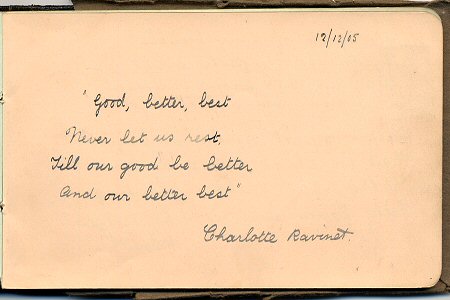 12/12/05
"Good, better, best
Never let us rest,
Till our good be better
And our better best"
Charlotte Ravinet.